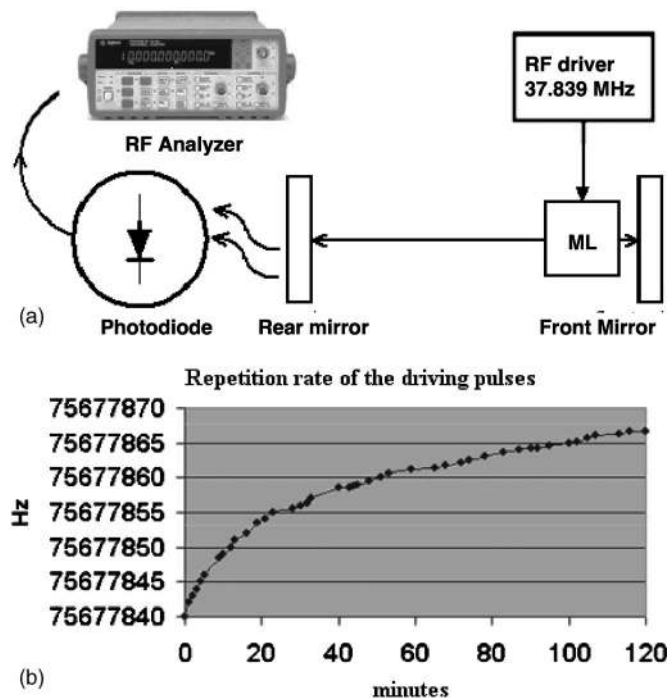 (a)
RF Analyzer
RF driver
37.839 MHz
ML
Photodiode
Rear mirror
Front Mirror
(b)
Repetition rate of the driving pulses
Hz
75677870
75677865
75677860
75677855
75677850
75677845
75677840
0 20 40 60 80 100 120
minutes